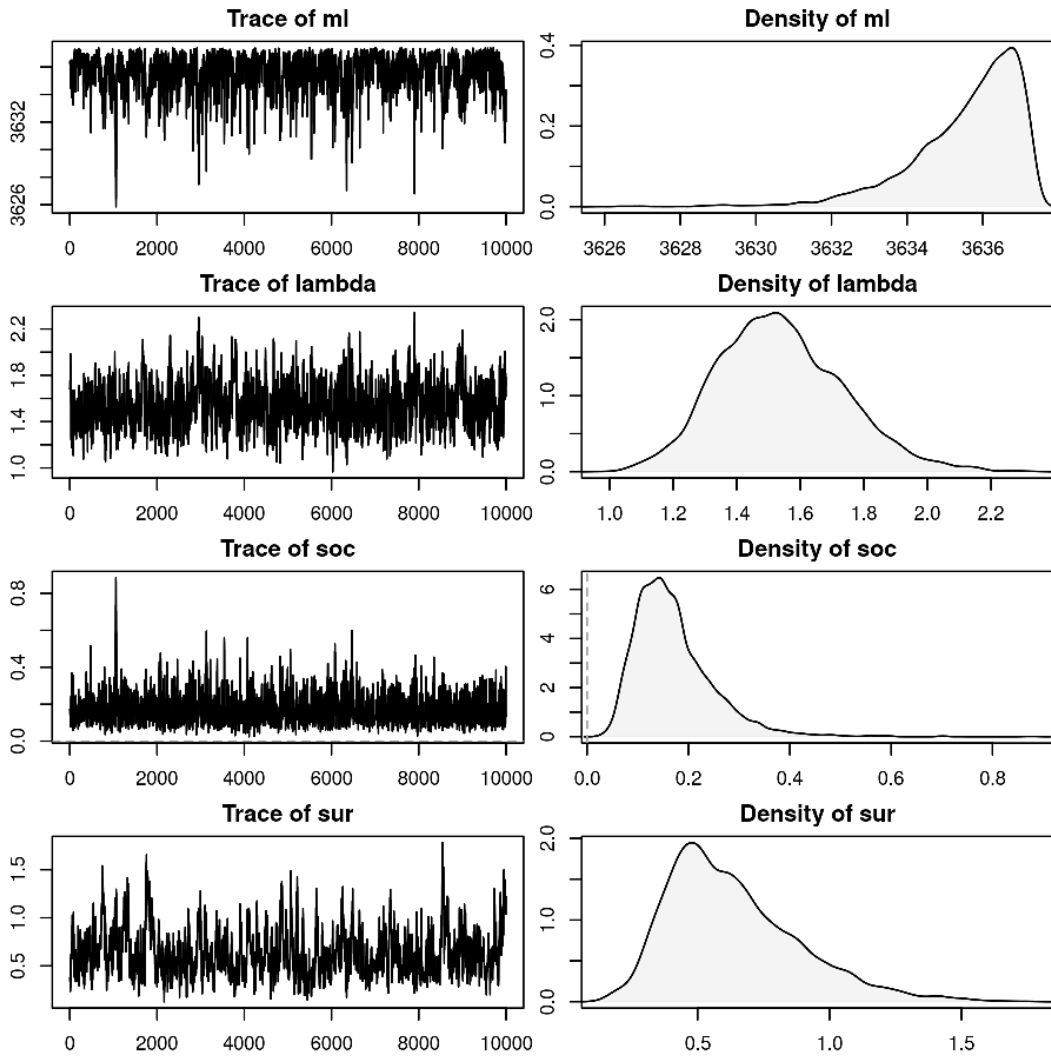 Trace of ml
Density of ml
3626 3632
0 2000 4000 6000 8000 10000
0.0 0.2 0.4
3626 3628 3630 3632 3634 3636
Trace of lambda
Density of lambda
1.0 1.4 1.8 2.2
0 2000 4000 6000 8000 10000
0.0 1.0 2.0
1.0 1.2 1.4 1.6 1.8 2.0 2.2
Trace of soc
Density of soc
0.0 0.4 0.8
0 2000 4000 6000 8000 10000
0 2 4 6
0.0 0.2 0.4 0.6 0.8
Trace of sur
Density of sur
0.5 1.0 1.5
0 2000 4000 6000 8000 10000
0.0 1.0 2.0
0.5 1.0 1.5